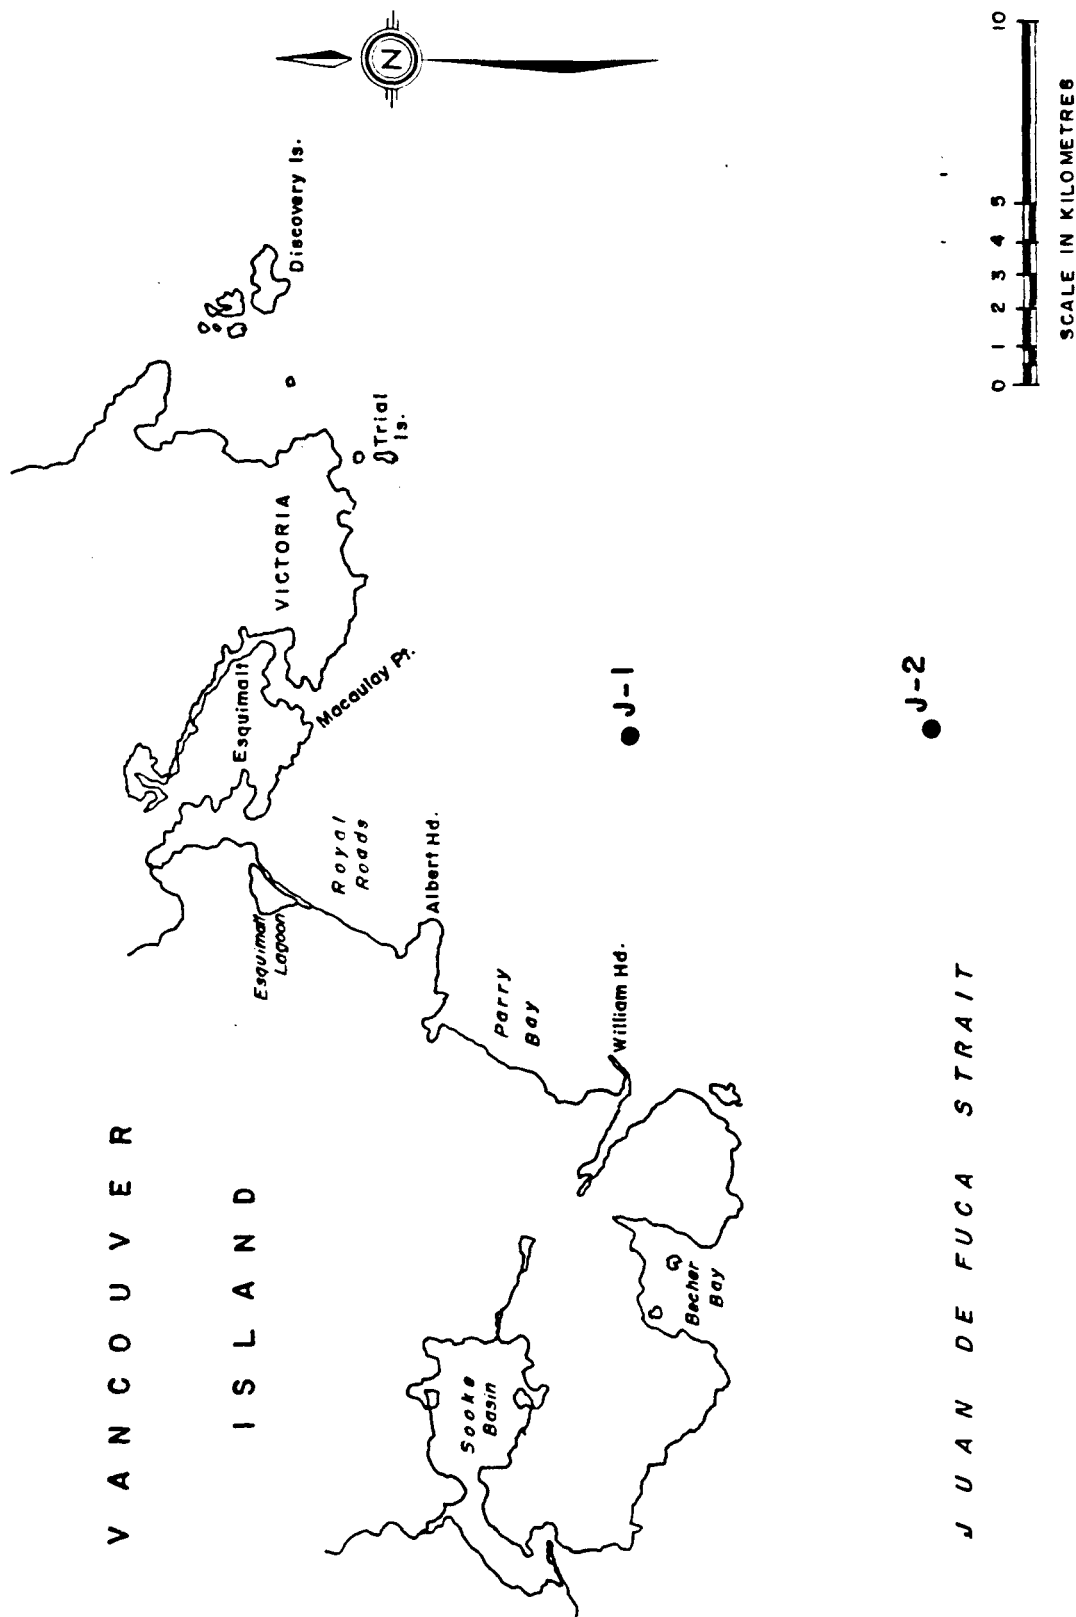 VANCOUVER
ISLAND
N
Discovery Is.
Trial
Is.
VICTORIA
Esquimalt
Macaulay Pt.
Esquimalt
Lagoon
Royal
Roads
Albert Hd.
Parry
Bay
William Hd.
Sooke
Basin
Becher
Bay
J-1
J-2
JUAN DE FUCA STRAIT
0 1 2 3 4 5 10
SCALE IN KILOMETRES